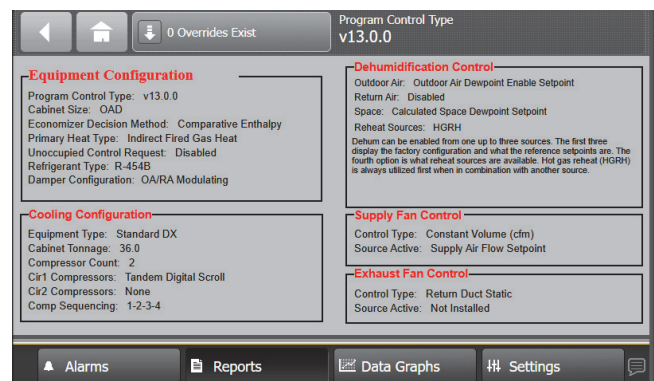 0 Overrides Exist
Program Control Type
v13.0.0
Equipment Configuration
Program Control Type: v13.0.0
Cabinet Size: OAD
Economizer Decision Method: Comparative Enthalpy
Primary Heat Type: Indirect Fired Gas Heat
Unoccupied Control Request: Disabled
Refrigerant Type: R-454B
Damper Configuration: OA/RA Modulating
Cooling Configuration
Equipment Type: Standard DX
Cabinet Tonnage: 36.0
Compressor Count: 2
Cir1 Compressors: Tandem Digital Scroll
Cir2 Compressors: None
Comp Sequencing: 1-2-3-4
Dehumidification Control
Outdoor Air: Outdoor Air Dewpoint Enable Setpoint
Return Air: Disabled
Space: Calculated Space Dewpoint Setpoint
Reheat Sources: HGRH
Dehum can be enabled from one up to three sources. The first three
display the factory configuration and what the reference setpoints are. The
fourth option is what reheat sources are available. Hot gas reheat (HGRH)
is always utilized first when in combination with another source.
Supply Fan Control
Control Type: Constant Volume (cfm)
Source Active: Supply Air Flow Setpoint
Exhaust Fan Control
Control Type: Return Duct Static
Source Active: Not Installed
Alarms
Reports
Data Graphs
Settings